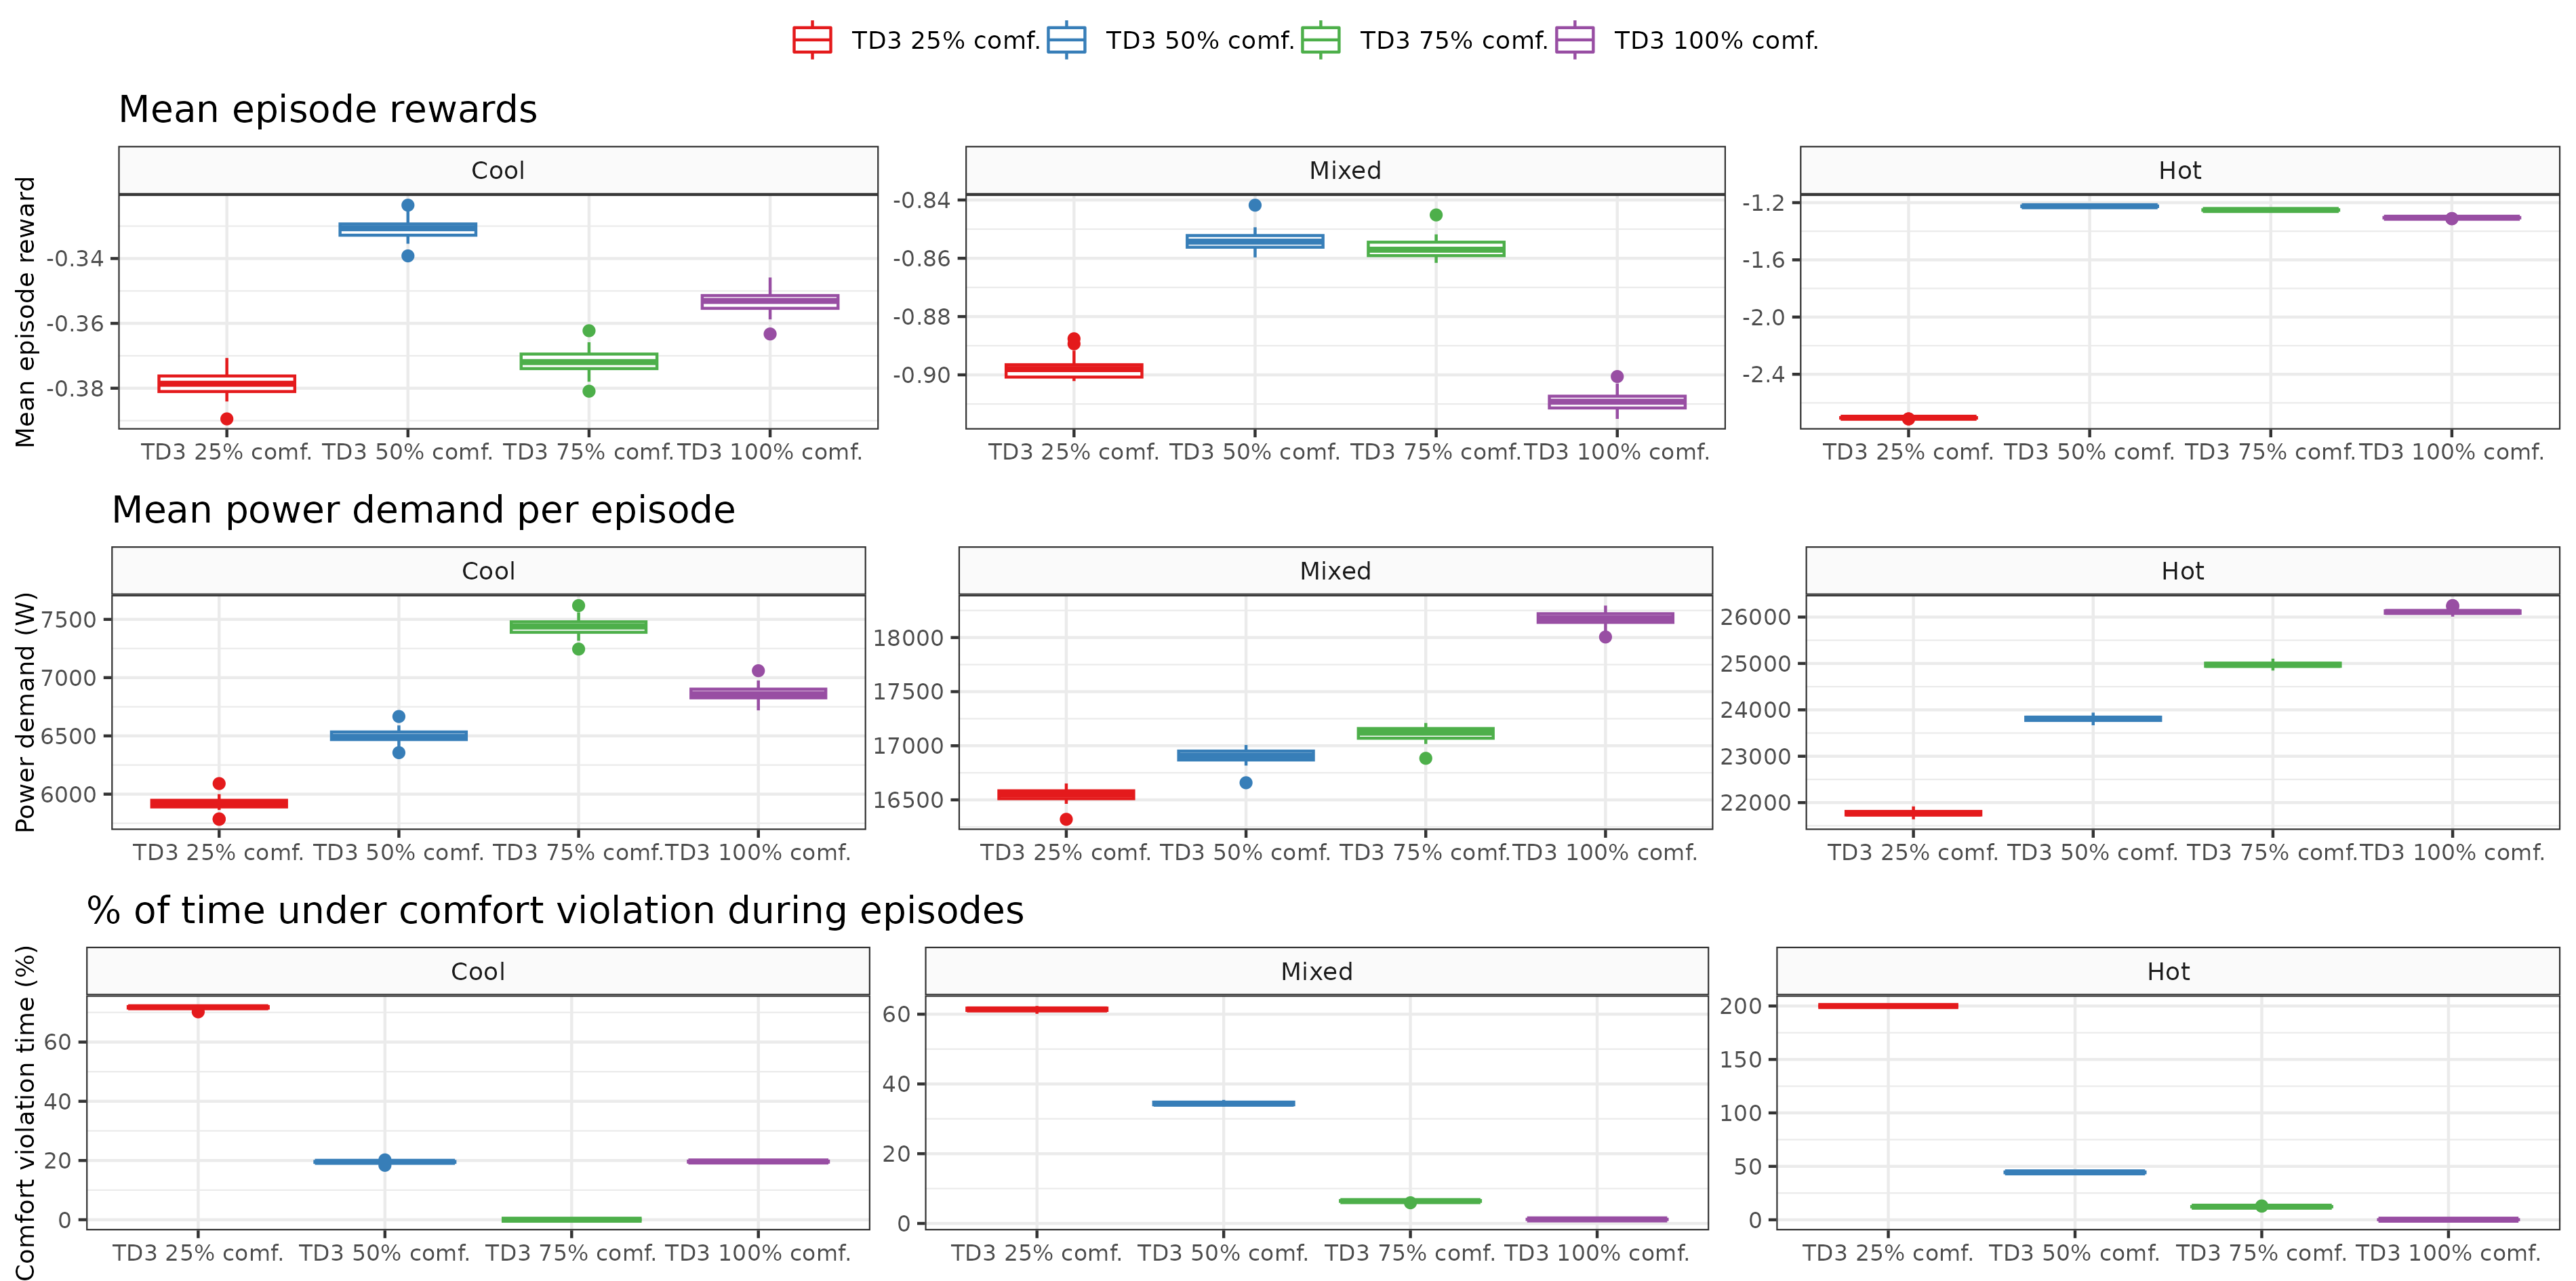 TD3 25% comf. TD3 50% comf. TD3 75% comf. TD3 100% comf.
Mean episode rewards
Cool Mixed Hot
Mean episode reward
-0.34
-0.36
-0.38
-0.84
-0.86
-0.88
-0.90
-1.2
-1.6
-2.0
-2.4
TD3 25% comf. TD3 50% comf. TD3 75% comf. TD3 100% comf. TD3 25% comf. TD3 50% comf. TD3 75% comf. TD3 100% comf. TD3 25% comf. TD3 50% comf. TD3 75% comf. TD3 100% comf.
Mean power demand per episode
Cool Mixed Hot
Power demand (W)
7500
7000
6500
6000
18000
17500
17000
16500
26000
25000
24000
23000
22000
TD3 25% comf. TD3 50% comf. TD3 75% comf. TD3 100% comf. TD3 25% comf. TD3 50% comf. TD3 75% comf. TD3 100% comf. TD3 25% comf. TD3 50% comf. TD3 75% comf. TD3 100% comf.
% of time under comfort violation during episodes
Cool Mixed Hot
Comfort violation time (%)
60
40
20
0
60
40
20
0
200
150
100
50
0
TD3 25% comf. TD3 50% comf. TD3 75% comf. TD3 100% comf. TD3 25% comf. TD3 50% comf. TD3 75% comf. TD3 100% comf. TD3 25% comf. TD3 50% comf. TD3 75% comf. TD3 100% comf.